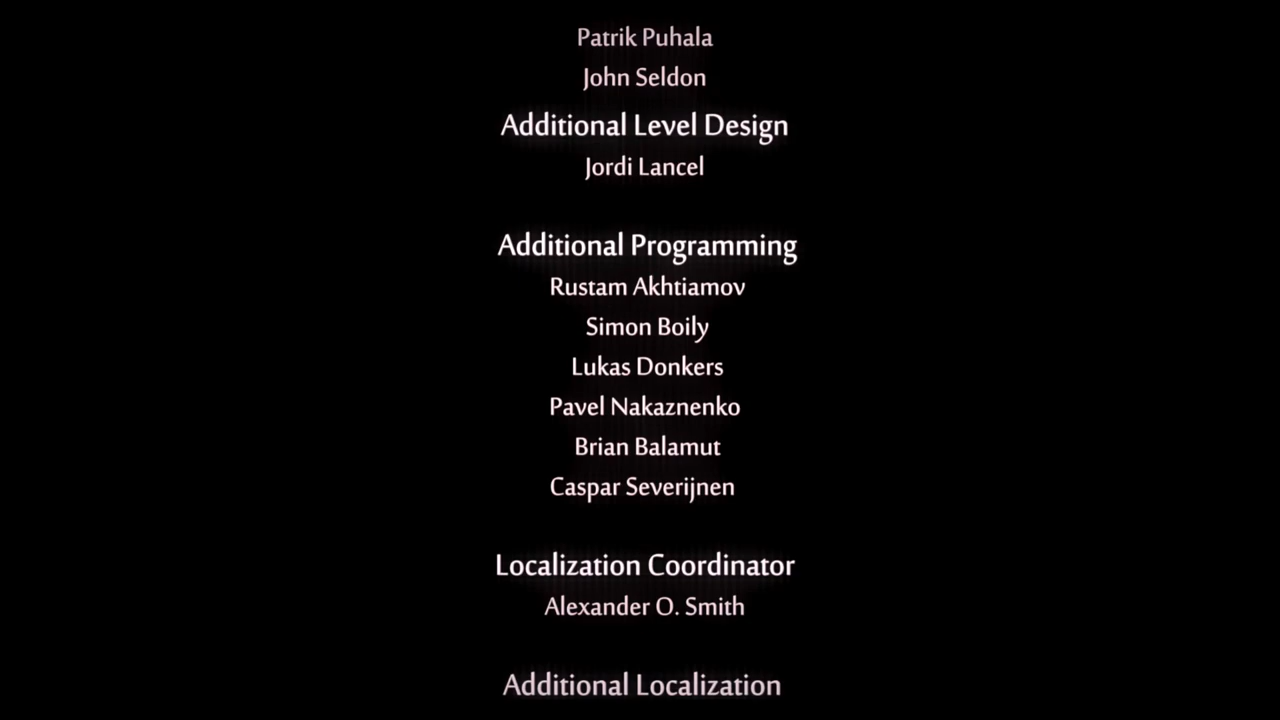 Patrik Puhala
John Seldon
Additional Level Design
Jordi Lancel
Additional Programming
Rustam Akhtiamov
Simon Boily
Lukas Donkers
Pavel Nakaznenko
Brian Balamut
Caspar Severijnen
Localization Coordinator
Alexander O. Smith
Additional Localization